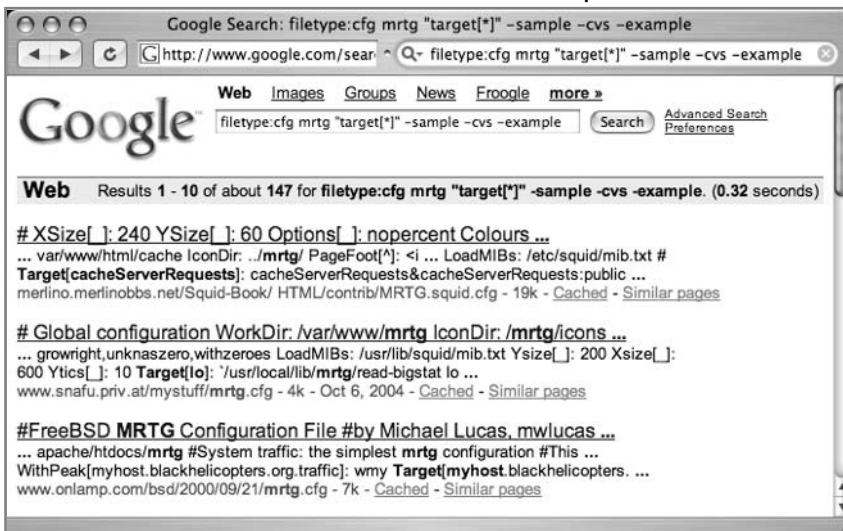 Google Search: filetype:cfg mrtg "target[*]" –sample –cvs –example
G http://www.google.com/sear
filetype:cfg mrtg "target[*]" –sample –cvs –example
Web Images Groups News Froogle more »
Google™
filetype:cfg mrtg "target[*]" –sample –cvs –example
Search
Advanced Search
Preferences
Web Results 1 - 10 of about 147 for filetype:cfg mrtg "target[*]" -sample -cvs -example. (0.32 seconds)
# XSize[_]: 240 YSize[_]: 60 Options[_]: nopercent Colours ...
... var/www/html/cache IconDir: ../mrtg/ PageFoot[^]: <i ... LoadMIBs: /etc/squid/mib.txt #
Target[cacheServerRequests]: cacheServerRequests&cacheServerRequests:public ...
merlino.merlinobbs.net/Squid-Book/ HTML/contrib/MRTG.squid.cfg - 19k - Cached - Similar pages
# Global configuration WorkDir: /var/www/mrtg IconDir: /mrtg/icons ...
... growright,unknaszero,withzeroes LoadMIBs: /usr/lib/squid/mib.txt Ysize[_]: 200 Xsize[_]:
600 Ytics[_]: 10 Target[lo]: `/usr/local/lib/mrtg/read-bigstat lo ...
www.snafu.priv.at/mystuff/mrtg.cfg - 4k - Oct 6, 2004 - Cached - Similar pages
#FreeBSD MRTG Configuration File #by Michael Lucas, mwlucas ...
... apache/htdocs/mrtg #System traffic: the simplest mrtg configuration #This ...
WithPeak[myhost.blackhelicopters.org.traffic]: wmy Target[myhost.blackhelicopters. ...
www.onlamp.com/bsd/2000/09/21/mrtg.cfg - 7k - Cached - Similar pages